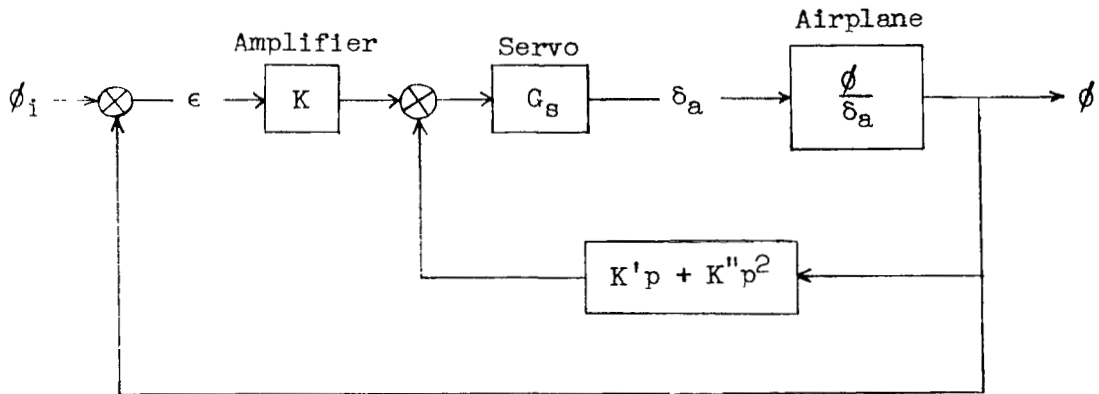 Airplane
Amplifier
Servo
ϕi
ϵ
K
Gs
δa
ϕ
δa
ϕ
K'p + K"p²